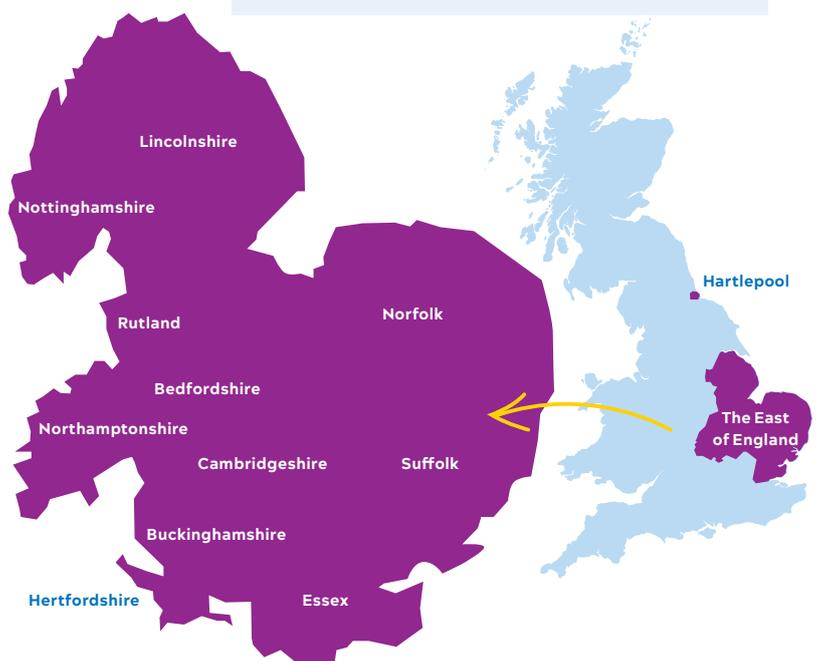 Lincolnshire
Nottinghamshire
Hartlepool
Norfolk
Rutland
Bedfordshire
The East
of England
Northamptonshire
Cambridgeshire
Suffolk
Buckinghamshire
Hertfordshire
Essex